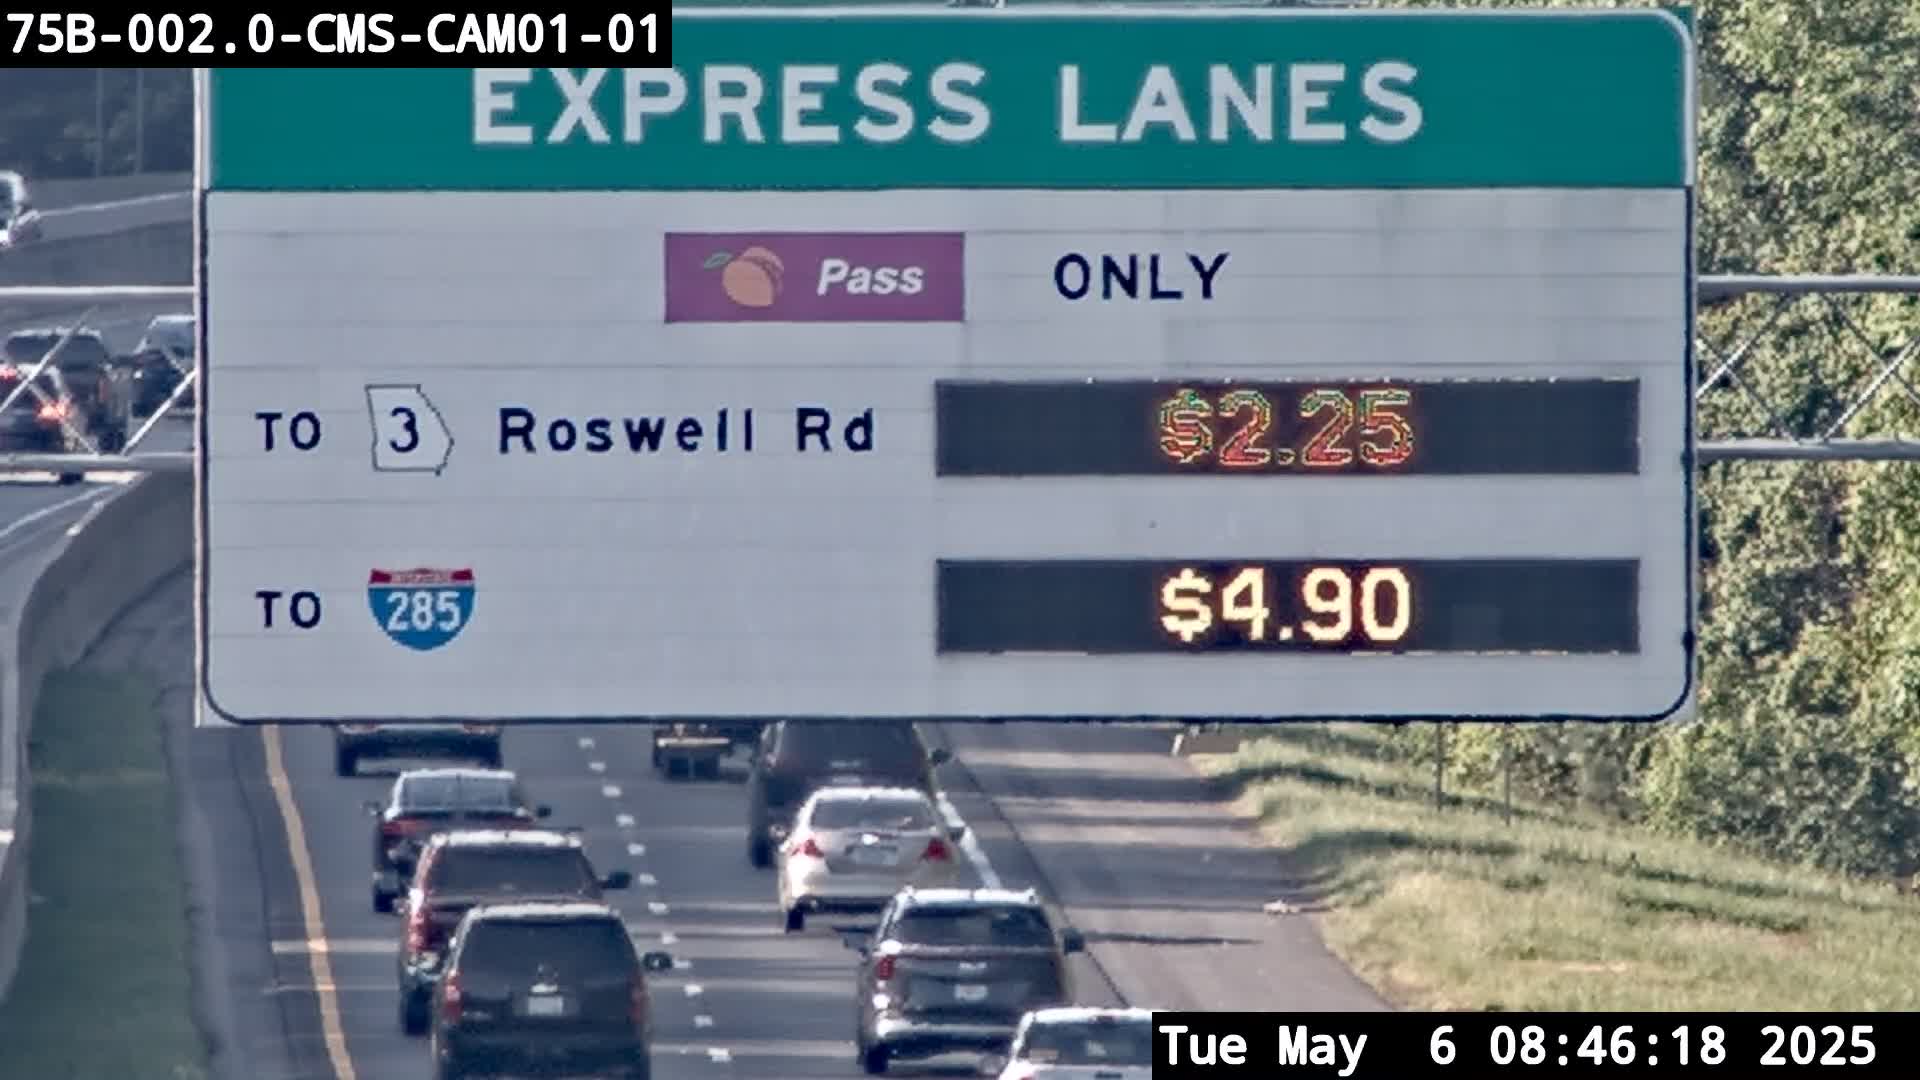 75B-002.0-CMS-CAM01-01
EXPRESS LANES
Pass ONLY
TO 3 Roswell Rd $2.25
TO 285 $4.90
Tue May 6 08:46:18 2025